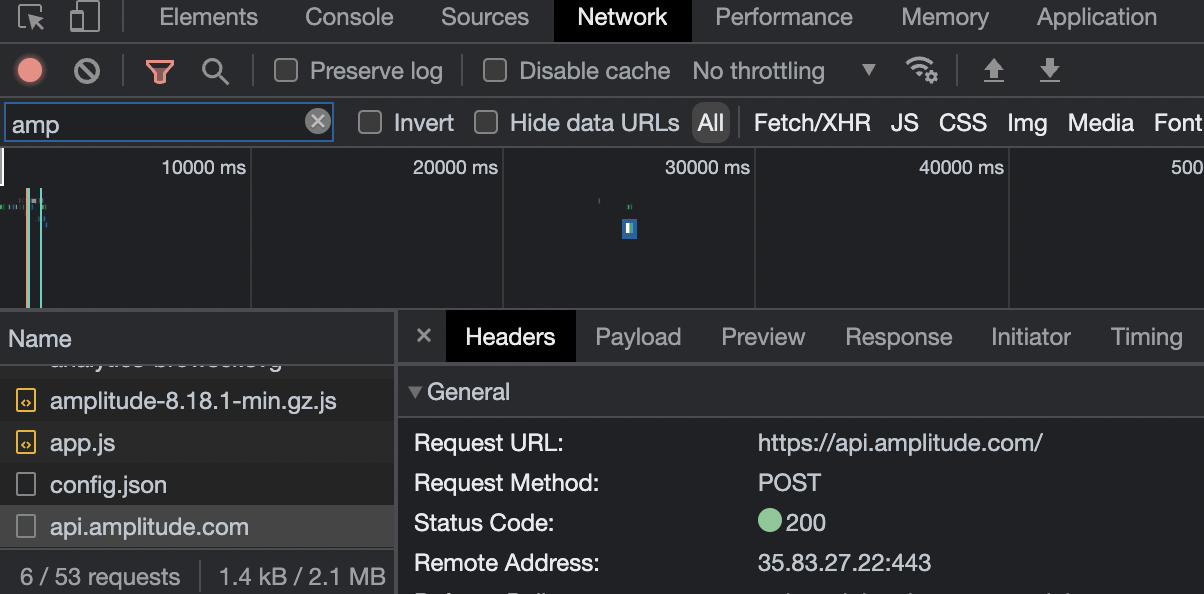 Elements Console Sources Network Performance Memory Application
Preserve log Disable cache No throttling
amp Invert Hide data URLs All Fetch/XHR JS CSS Img Media Font
10000 ms 20000 ms 30000 ms 40000 ms 500
Name
Headers Payload Preview Response Initiator Timing
General
amplitude-8.18.1-min.gz.js
app.js
config.json
api.amplitude.com
Request URL: https://api.amplitude.com/
Request Method: POST
Status Code: 200
Remote Address: 35.83.27.22:443
6 / 53 requests 1.4 kB / 2.1 MB